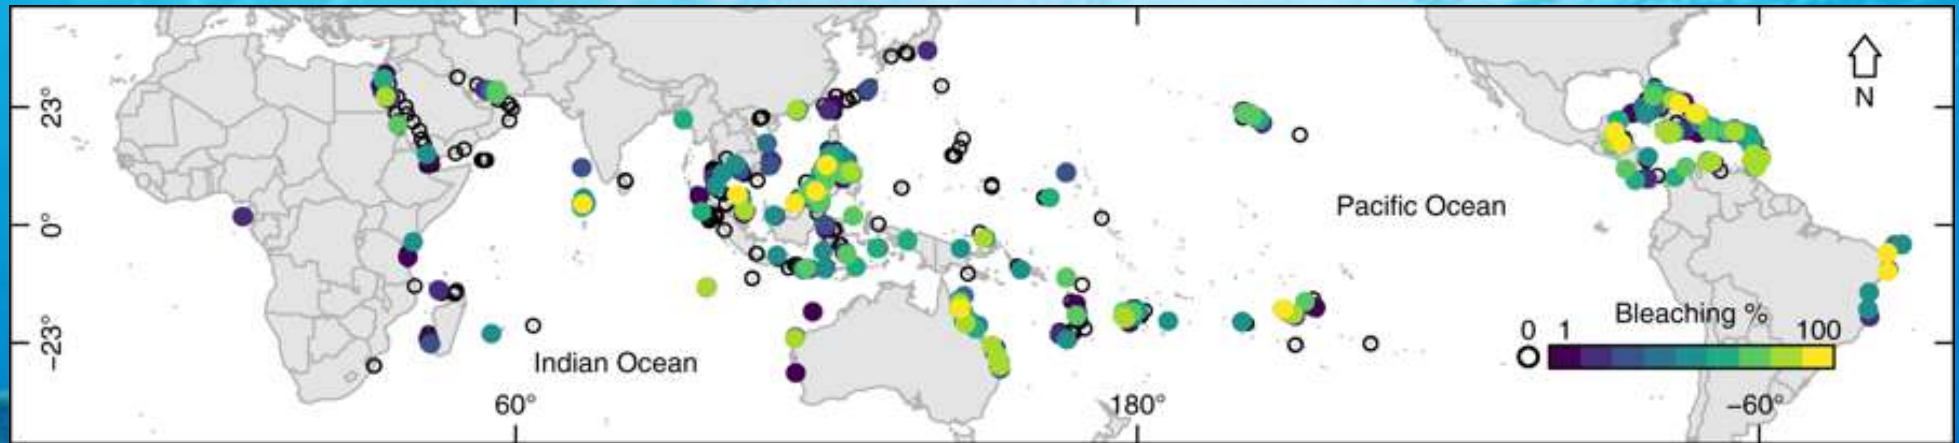 N
23°
0°
−23°
Pacific Ocean
Indian Ocean
Bleaching %
0 1 100
60°
180°
−60°